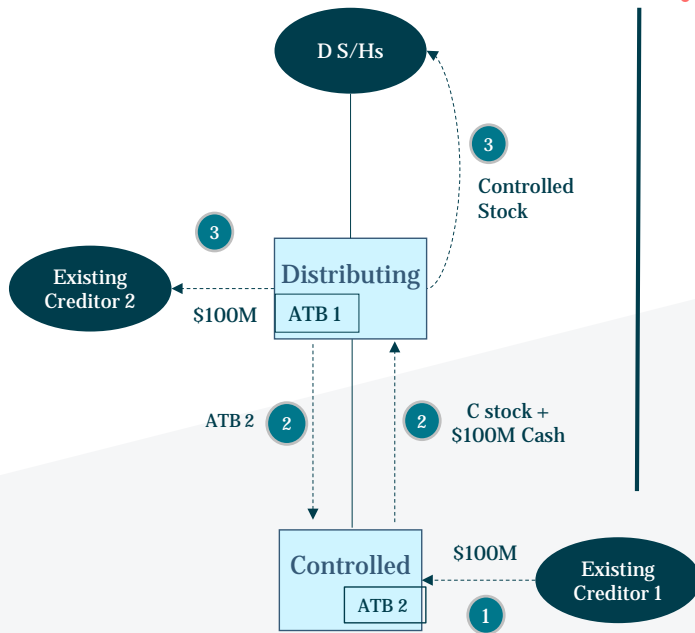 D S/Hs
3
Controlled
Stock
3
Existing
Creditor 2
$100M
Distributing
ATB 1
ATB 2
2
2
C stock +
$100M Cash
Controlled
ATB 2
$100M
1
Existing
Creditor 1